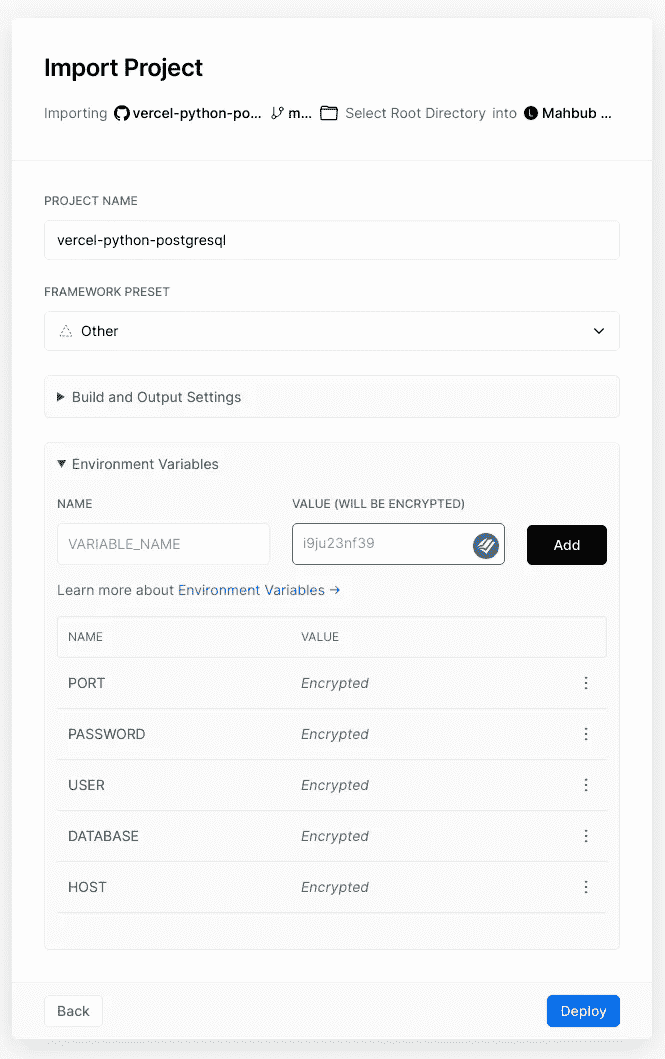 Import Project
Importing vercel-python-po... m... Select Root Directory into Mahbub ...
PROJECT NAME
vercel-python-postgresql
FRAMEWORK PRESET
Other
Build and Output Settings
Environment Variables
NAME VALUE (WILL BE ENCRYPTED)
VARIABLE_NAME i9ju23nf39 Add
Learn more about Environment Variables →
NAME VALUE
PORT Encrypted
PASSWORD Encrypted
USER Encrypted
DATABASE Encrypted
HOST Encrypted
Back Deploy